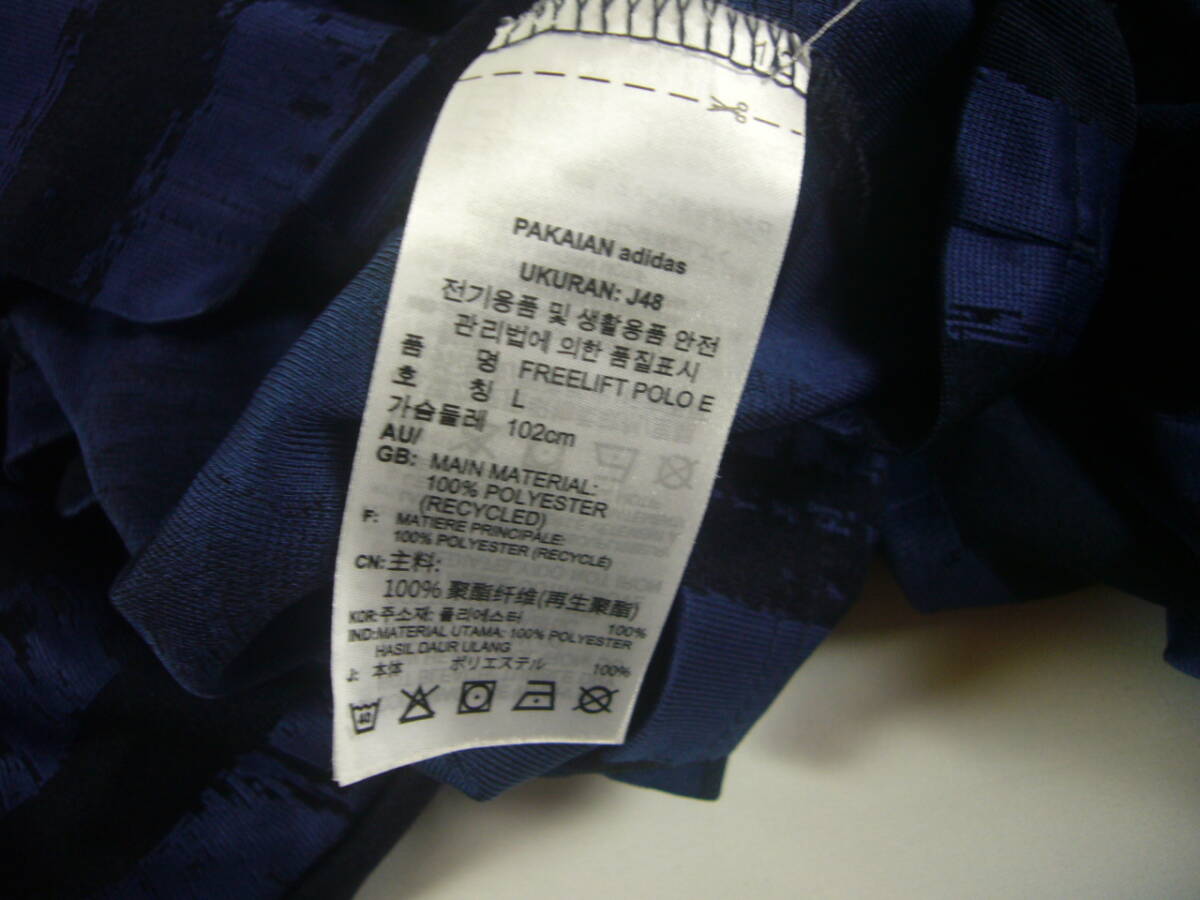 PAKAIAN adidas
UKURAN: J48
전기용품 및 생활용품 안전
관리법에 의한 품질표시
품 명 FREELIFT POLO E
호 칭 L
가슴둘레 102cm
AU/
GB: MAIN MATERIAL:
100% POLYESTER
(RECYCLED)
F: MATIERE PRINCIPALE:
100% POLYESTER (RECYCLÉ)
CN: 主料:
100% 聚酯纤维(再生聚酯)
KOR: 주소재: 폴리에스터 100%
IND: MATERIAL UTAMA: 100% POLYESTER
HASIL DAUR ULANG
J: 本体 ポリエステル 100%
40